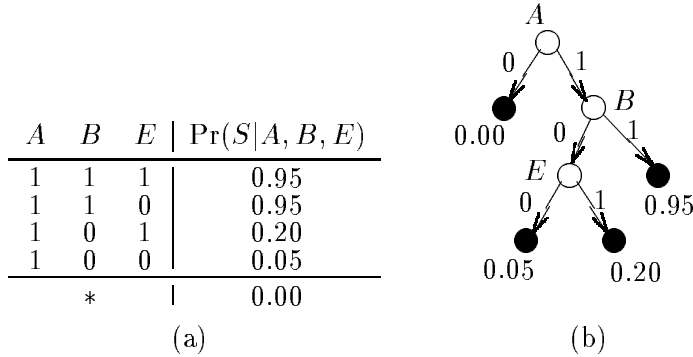 A B E Pr(S|A, B, E)
1 1 1 0.95
1 1 0 0.95
1 0 1 0.20
1 0 0 0.05
* 0.00
(a)
A
0 1
0.00
B
0 1
E
0.95
0 1
0.05 0.20
(b)